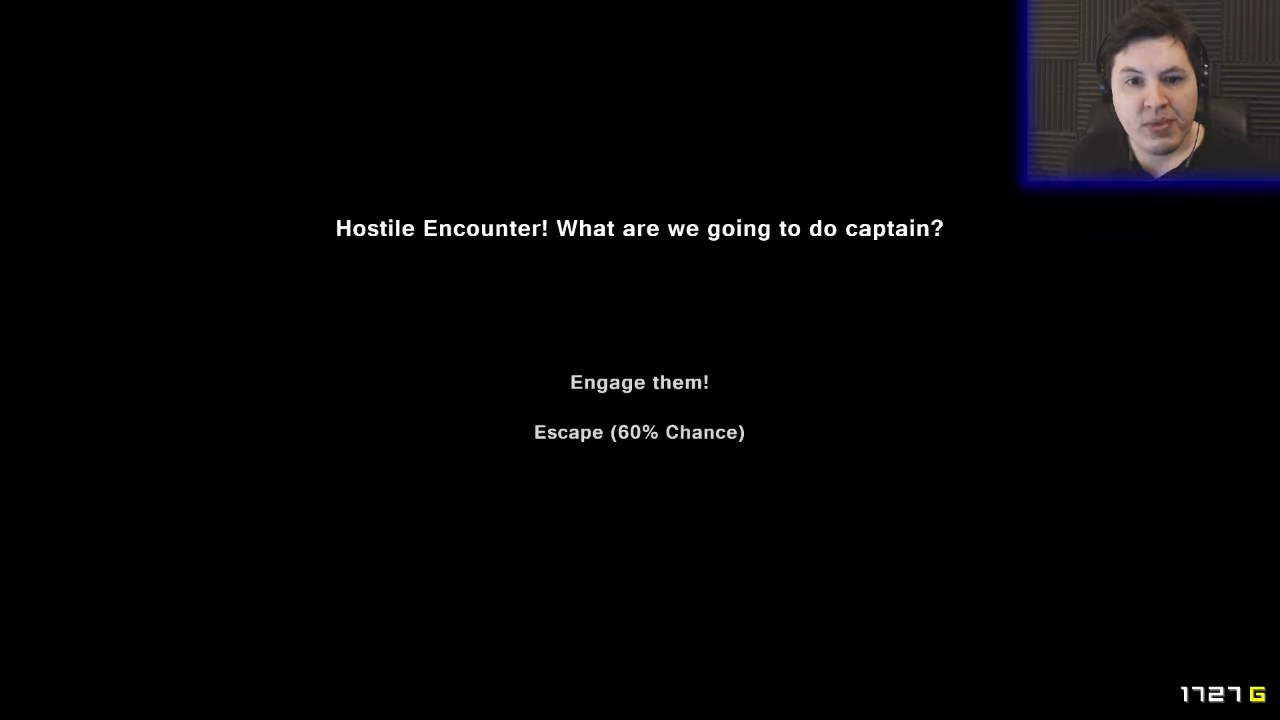 Hostile Encounter! What are we going to do captain?
Engage them!
Escape (60% Chance)
1727 G